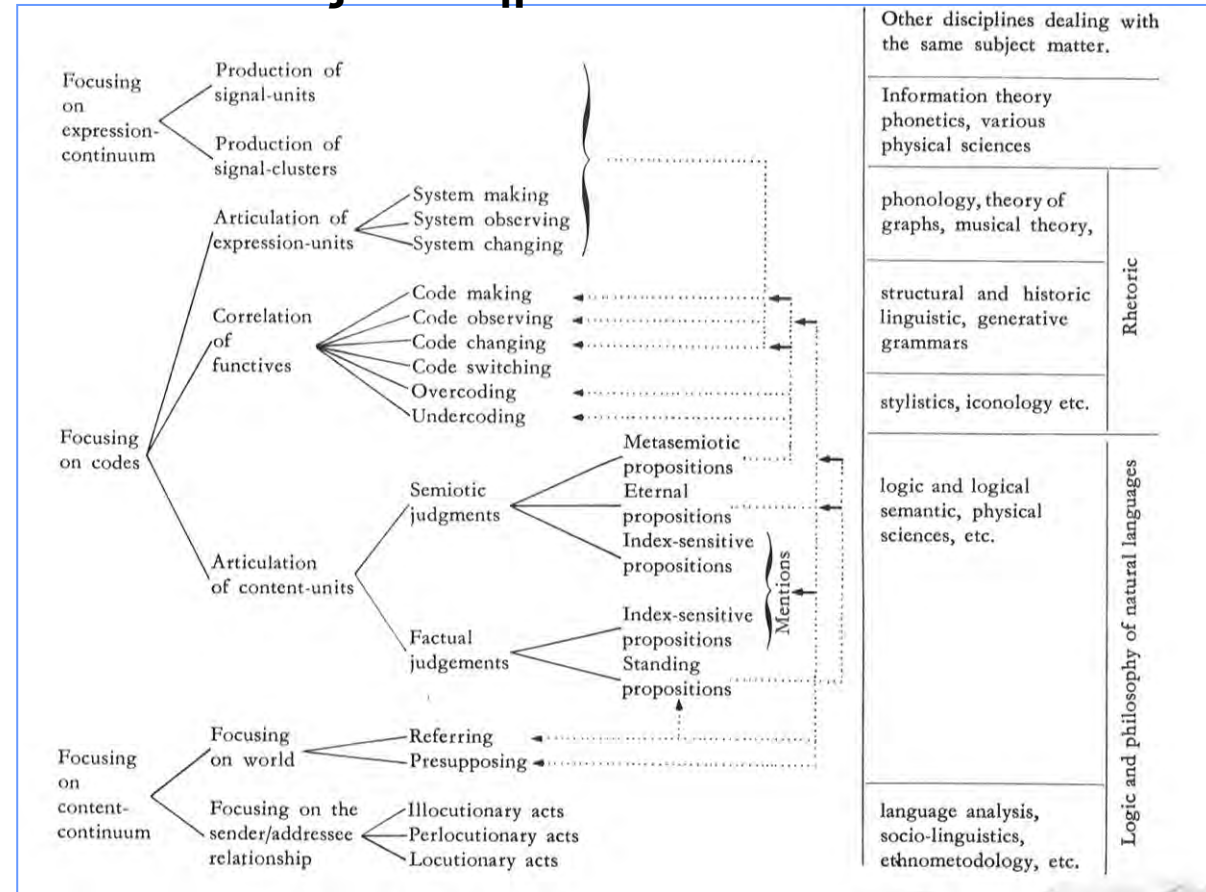 Focusing
on
expression-
continuum
Production of
signal-units
Production of
signal-clusters
Focusing
on codes
Articulation of
expression-units
System making
System observing
System changing
Correlation
of
functives
Code making
Code observing
Code changing
Code switching
Overcoding
Undercoding
Articulation
of content-units
Semiotic
judgments
Metasemiotic
propositions
Eternal
propositions
Index-sensitive
propositions
Mentions
Factual
judgements
Index-sensitive
propositions
Standing
propositions
Focusing
on
content-
continuum
Focusing
on world
Referring
Presupposing
Focusing on the
sender/addressee
relationship
Illocutionary acts
Perlocutionary acts
Locutionary acts
Other disciplines dealing with
the same subject matter.
Information theory
phonetics, various
physical sciences
phonology, theory of
graphs, musical theory,
structural and historic
linguistic, generative
grammars
stylistics, iconology etc.
Rhetoric
logic and logical
semantic, physical
sciences, etc.
language analysis,
socio-linguistics,
ethnometodology, etc.
Logic and philosophy of natural languages